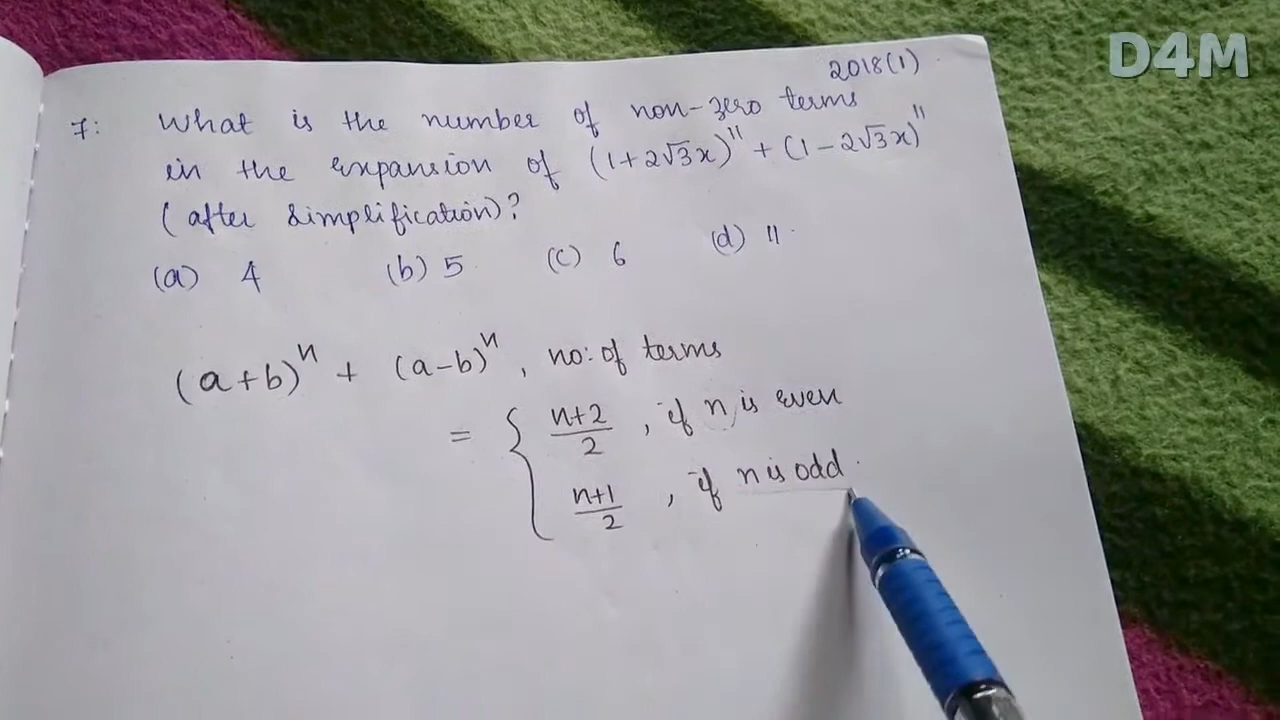 D4M
2018(1)
7: What is the number of non-zero terms
in the expansion of (1+2√3x)¹¹ + (1-2√3x)¹¹
(after simplification)?
(a) 4 (b) 5 (c) 6 (d) 11
(a+b)ⁿ + (a-b)ⁿ, no: of terms
= { n+2/2 , if n is even
n+1/2 , if n is odd.